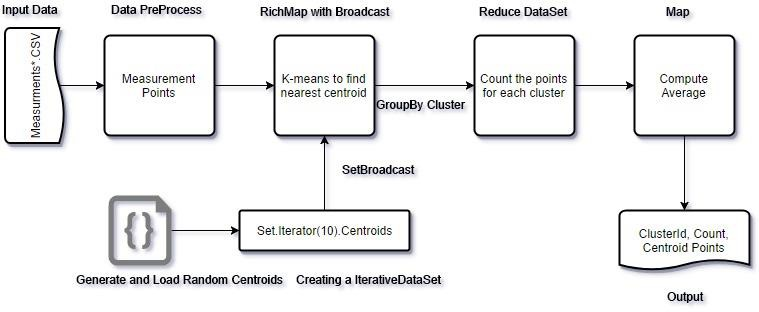 Input Data
Data PreProcess
RichMap with Broadcast
Reduce DataSet
Map
Measurments*.CSV
Measurement
Points
K-means to find
nearest centroid
GroupBy Cluster
Count the points
for each cluster
Compute
Average
SetBroadcast
{}
Set.Iterator(10).Centroids
ClusterId, Count,
Centroid Points
Generate and Load Random Centroids
Creating a IterativeDataSet
Output